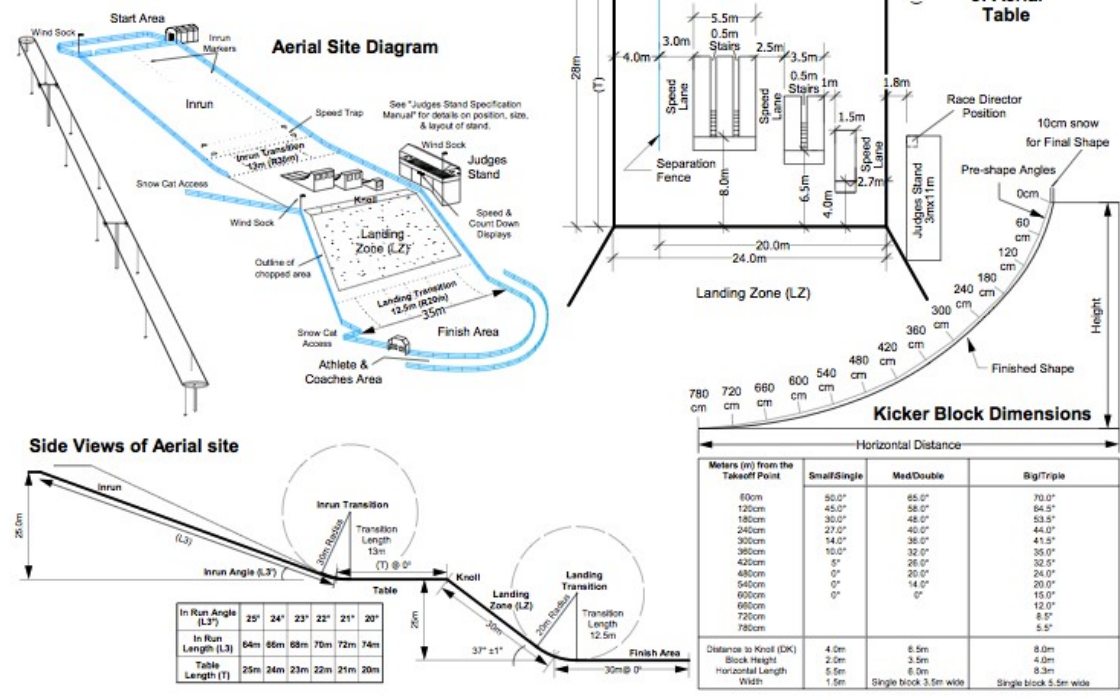 Aerial Site Diagram
Start Area
Wind Sock
Inrun
Markers
Inrun
Speed Trap
See "Judges Stand Specification
Manual" for details on position, size,
& layout of stand.
Inrun Transition
13m (R30m)
Wind Sock
Judges
Stand
Snow Cat Access
Knoll
Wind Sock
Landing
Zone (LZ)
Speed &
Count Down
Displays
Outline of
chopped area
Landing Transition
12.5m (R20m)
35m
Finish Area
Snow Cat
Access
Athlete &
Coaches Area
Table
5.5m
0.5m
Stairs
3.0m
2.5m
3.5m
4.0m
0.5m
Stairs
1m
1.8m
28m
(T)
Speed
Lane
Speed
Lane
1.5m
Speed
Lane
Race Director
Position
10cm snow
for Final Shape
Pre-shape Angles
Separation
Fence
8.0m
6.5m
4.0m
2.7m
Judges Stand
3mx11m
20.0m
24.0m
Landing Zone (LZ)
0cm
60
120
180
240
300
360
420
480
540
600
660
720
780
cm
cm
cm
cm
cm
cm
cm
cm
cm
cm
cm
cm
cm
Height
Finished Shape
Kicker Block Dimensions
Horizontal Distance
Meters (m) from the
Takeoff Point
Small\Single
Med/Double
Big/Triple
60cm 50.0° 65.0° 70.0°
120cm 45.0° 58.0° 64.5°
180cm 30.0° 48.0° 53.5°
240cm 27.0° 40.0° 44.0°
300cm 14.0° 36.0° 41.5°
360cm 10.0° 32.0° 35.0°
420cm 5° 26.0° 32.5°
480cm 0° 20.0° 24.0°
540cm 0° 14.0° 20.0°
600cm 0° 0° 15.0°
660cm 12.0°
720cm 8.5°
780cm 5.5°
Distance to Knoll (DK) 4.0m 6.5m 8.0m
Block Height 2.0m 3.5m 4.0m
Horizontal Length 5.5m 6.0m 8.3m
Width 1.5m Single block 3.5m wide Single block 5.5m wide
Side Views of Aerial site
Inrun
25.0m
(L3)
Inrun Angle (L3°)
Inrun Transition
30m Radius
Transition
Length
13m
(T) @ 0°
Table
Knoll
25m
Landing
Zone (LZ)
30m
37° ±1°
Landing
Transition
20m Radius
Transition
Length
12.5m
Finish Area
30m@ 0°
In Run Angle
(L3°)
25° 24° 23° 22° 21° 20°
In Run
Length (L3)
64m 66m 68m 70m 72m 74m
Table
Length (T)
25m 24m 23m 22m 21m 20m